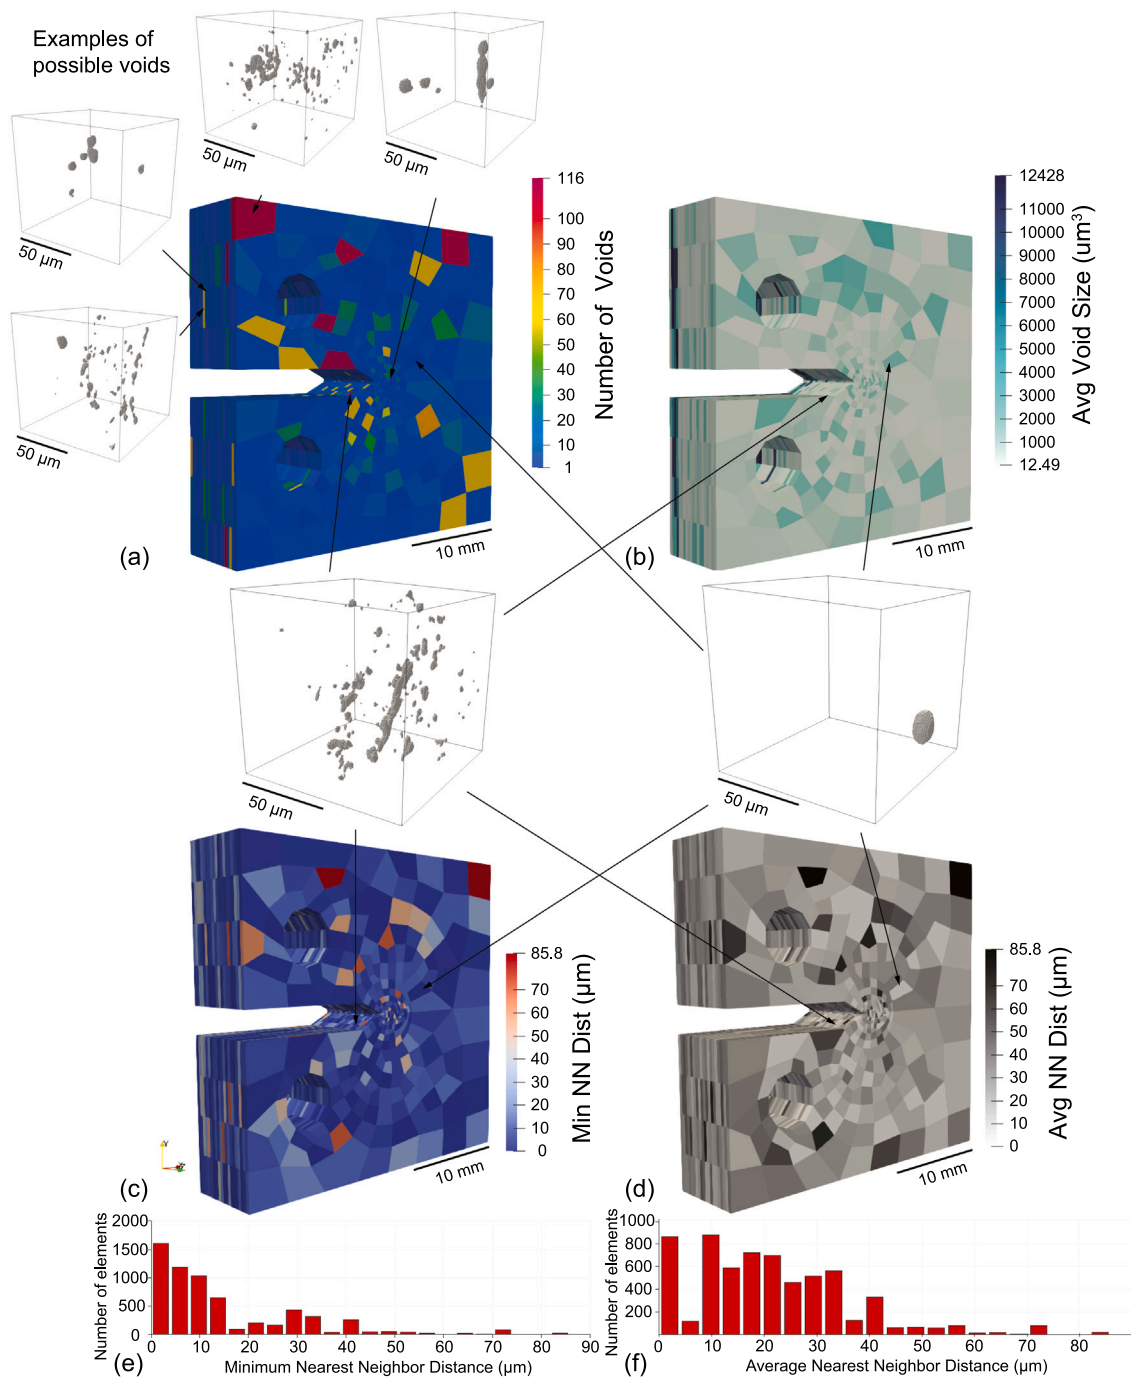 Examples of
possible voids
50 µm
50 µm
50 µm
50 µm
116
100
90
80
70
60
50
40
30
20
10
1
Number of Voids
10 mm
(a)
12428
11000
10000
9000
8000
7000
6000
5000
4000
3000
2000
1000
12.49
Avg Void Size (um³)
10 mm
(b)
50 µm
50 µm
85.8
70
60
50
40
30
20
10
0
Min NN Dist (µm)
Y
10 mm
(c)
85.8
70
60
50
40
30
20
10
0
Avg NN Dist (µm)
10 mm
(d)
Number of elements
2000
1500
1000
500
0
0 10 20 30 40 50 60 70 80 90
Minimum Nearest Neighbor Distance (µm)
(e)
Number of elements
1000
800
600
400
200
0 10 20 30 40 50 60 70 80
Average Nearest Neighbor Distance (µm)
(f)